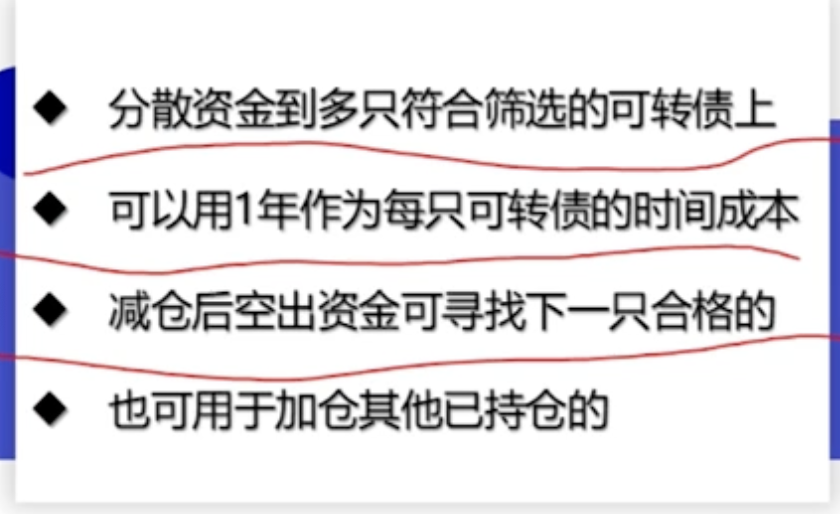 分散资金到多只符合筛选的可转债上
可以用1年作为每只可转债的时间成本
减仓后空出资金可寻找下一只合格的
也可用于加仓其他已持仓的